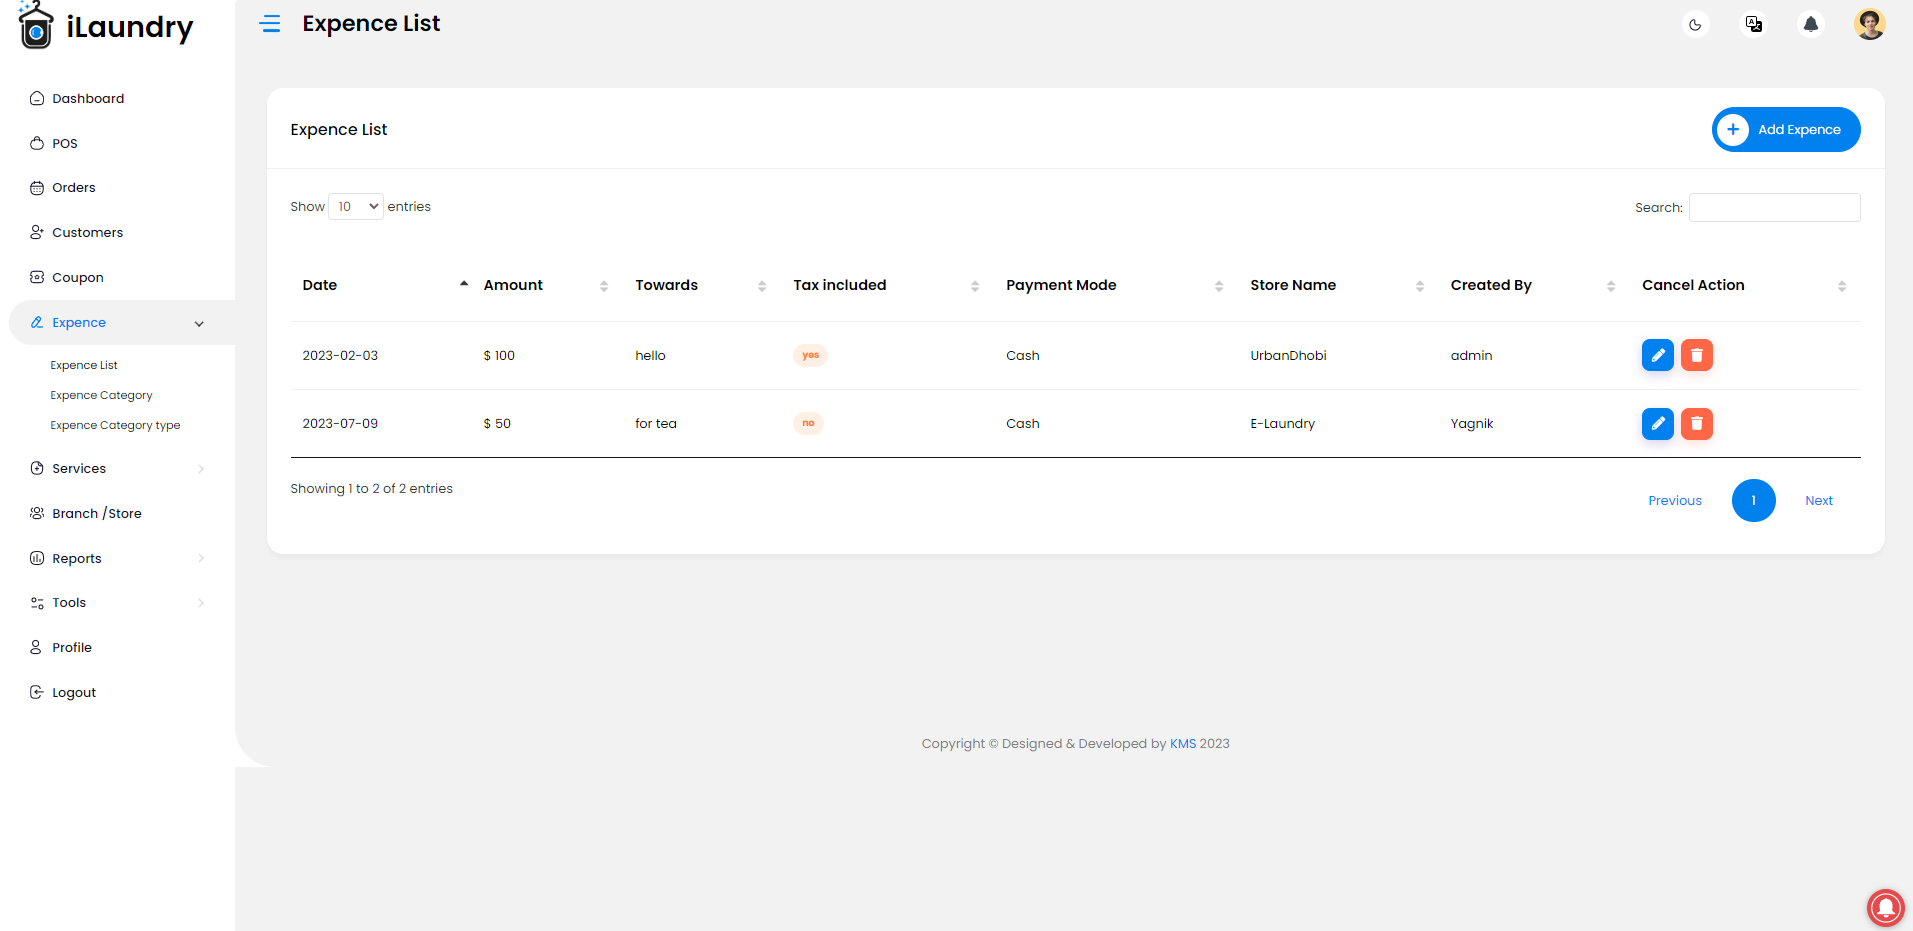 iLaundry
Expence List
Dashboard
POS
Orders
Customers
Coupon
Expence
Expence List
Expence Category
Expence Category type
Services
Branch /Store
Reports
Tools
Profile
Logout
Expence List
Add Expence
Show 10 entries
Search:
Date Amount Towards Tax included Payment Mode Store Name Created By Cancel Action
2023-02-03 $ 100 hello yes Cash UrbanDhobi admin
2023-07-09 $ 50 for tea no Cash E-Laundry Yagnik
Showing 1 to 2 of 2 entries
Previous 1 Next
Copyright © Designed & Developed by KMS 2023